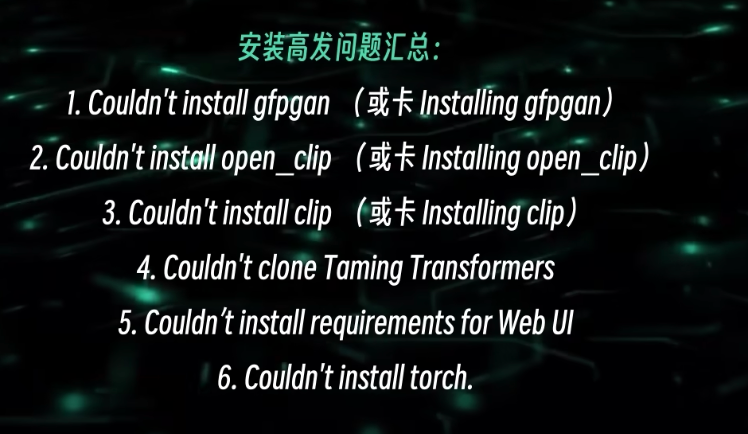 安装高发问题汇总：
1. Couldn't install gfpgan （或卡 Installing gfpgan）
2. Couldn't install open_clip （或卡 Installing open_clip）
3. Couldn't install clip （或卡 Installing clip）
4. Couldn't clone Taming Transformers
5. Couldn’t install requirements for Web UI
6. Couldn't install torch.